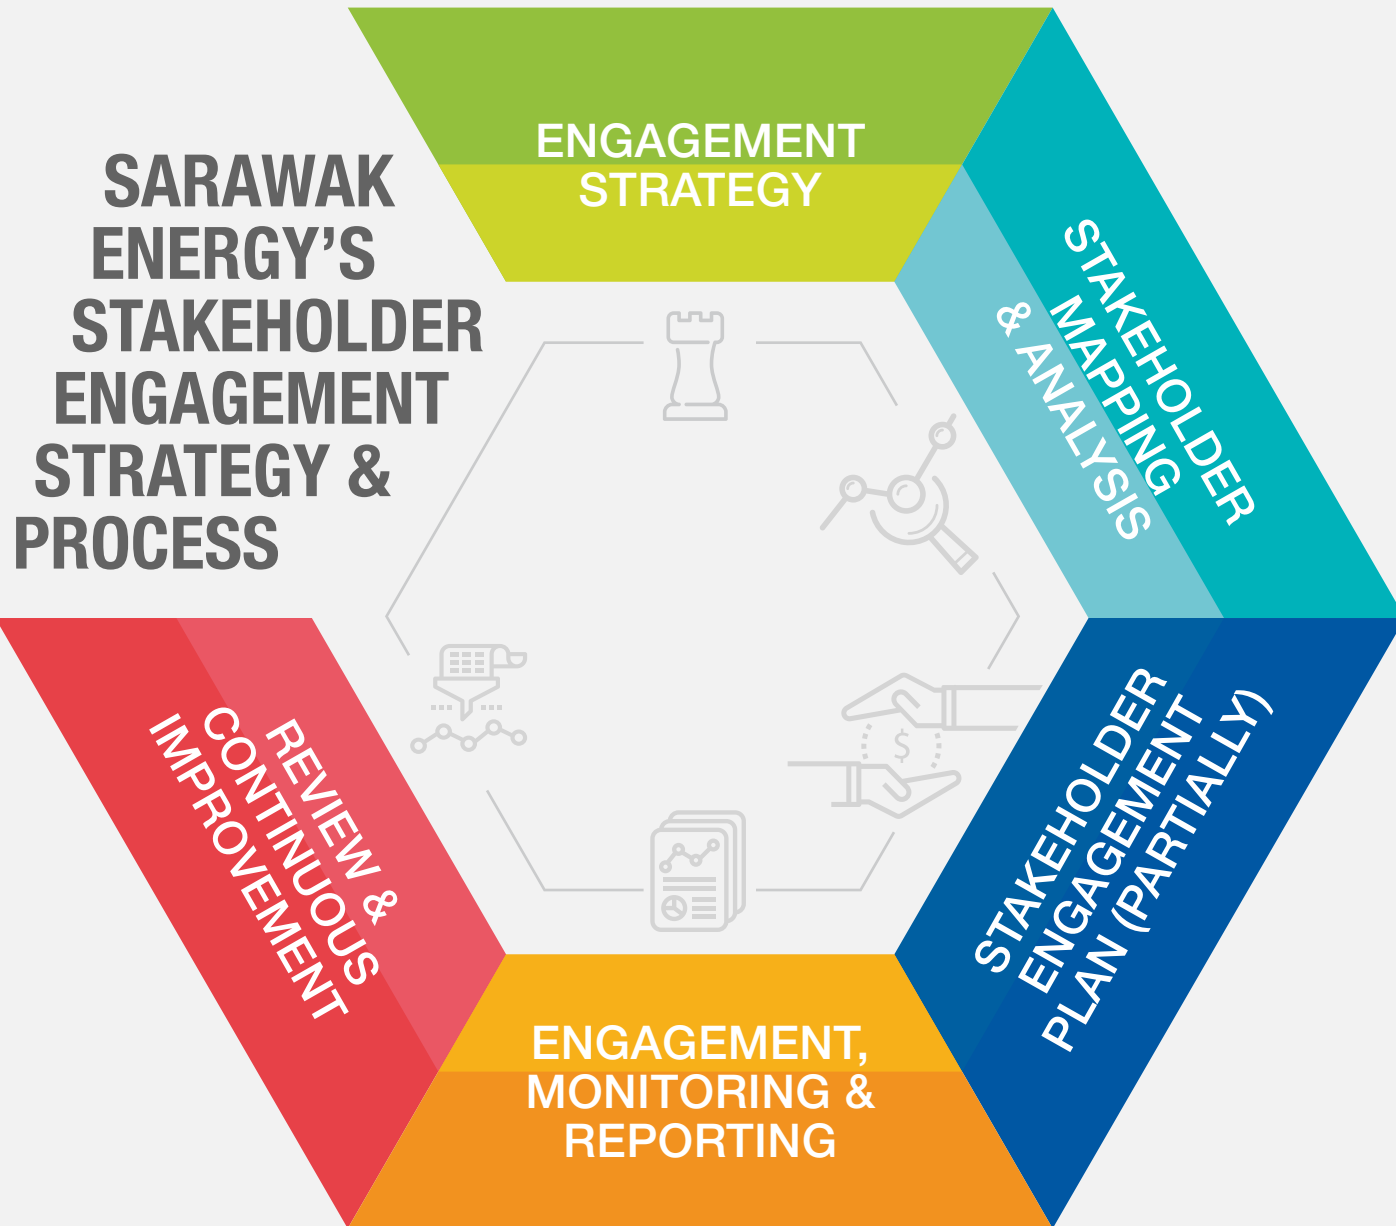 SARAWAK
ENERGY’S
STAKEHOLDER
ENGAGEMENT
STRATEGY &
PROCESS
ENGAGEMENT
STRATEGY
STAKEHOLDER
MAPPING
& ANALYSIS
STAKEHOLDER
ENGAGEMENT
PLAN (PARTIALLY)
ENGAGEMENT,
MONITORING &
REPORTING
REVIEW &
CONTINUOUS
IMPROVEMENT
$